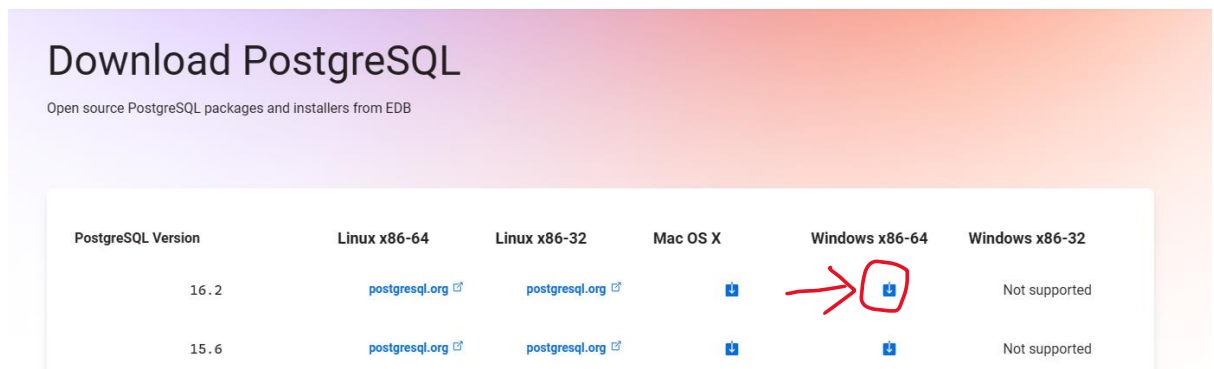 Download PostgreSQL
Open source PostgreSQL packages and installers from EDB
PostgreSQL Version Linux x86-64 Linux x86-32 Mac OS X Windows x86-64 Windows x86-32
16.2 postgresql.org postgresql.org Not supported
15.6 postgresql.org postgresql.org Not supported